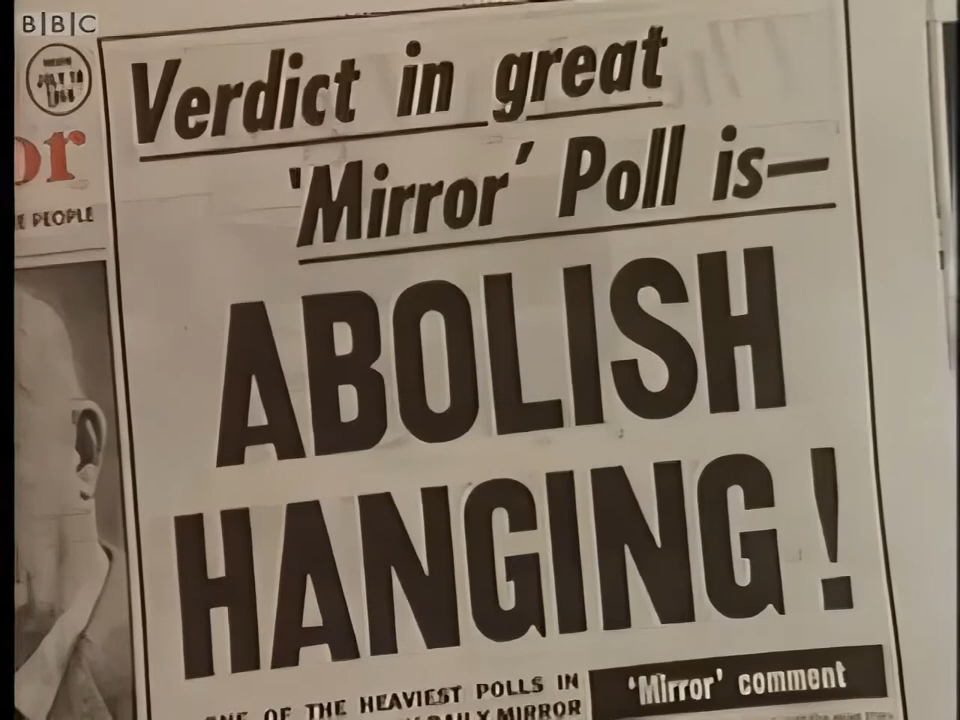 BBC
or
E PEOPLE
Verdict in great
'Mirror' Poll is—
ABOLISH
HANGING!
ONE OF THE HEAVIEST POLLS IN
DAILY MIRROR
'Mirror' comment